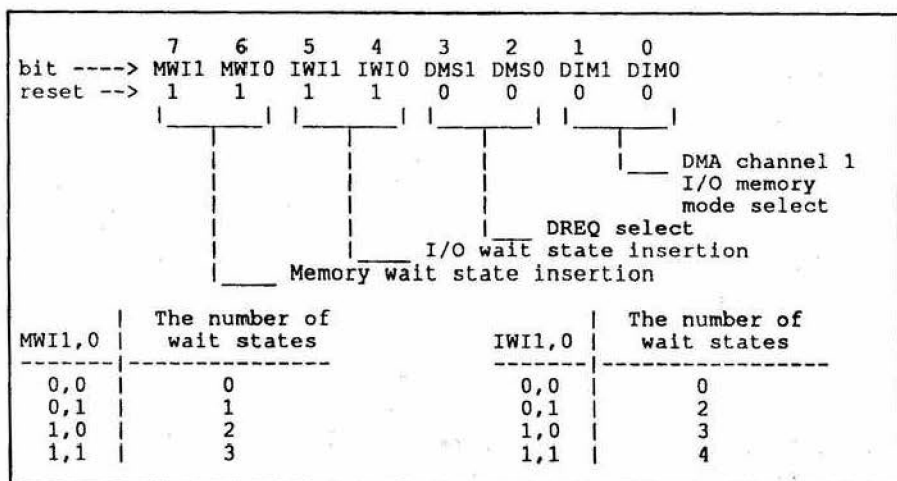 7 6 5 4 3 2 1 0
bit ----> MWI1 MWI0 IWI1 IWI0 DMS1 DMS0 DIM1 DIM0
reset --> 1 1 1 1 0 0 0 0
DMA channel 1
I/O memory
mode select
DREQ select
I/O wait state insertion
Memory wait state insertion
The number of
MWI1,0 | wait states
0,0 | 0
0,1 | 1
1,0 | 2
1,1 | 3
The number of
IWI1,0 | wait states
0,0 | 0
0,1 | 2
1,0 | 3
1,1 | 4